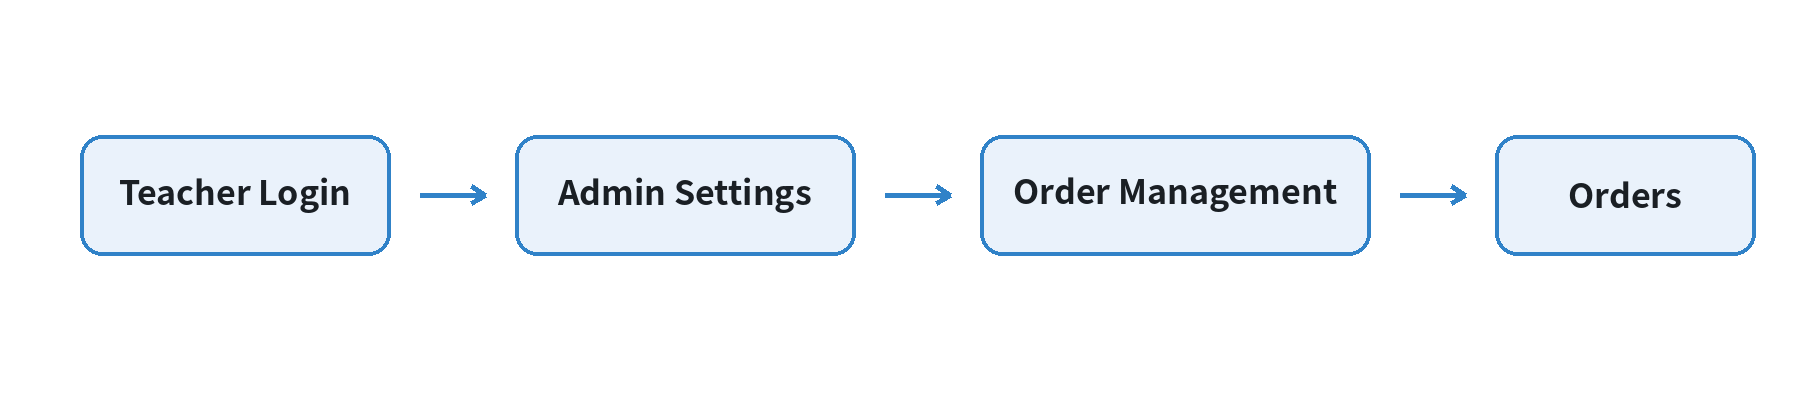 Teacher Login
Admin Settings
Order Management
Orders